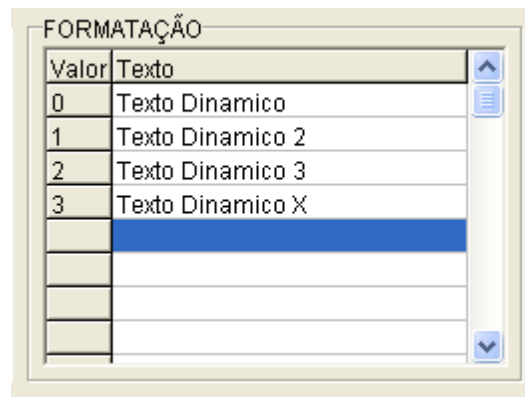 FORMATAÇÃO
Valor Texto
0 Texto Dinamico
1 Texto Dinamico 2
2 Texto Dinamico 3
3 Texto Dinamico X